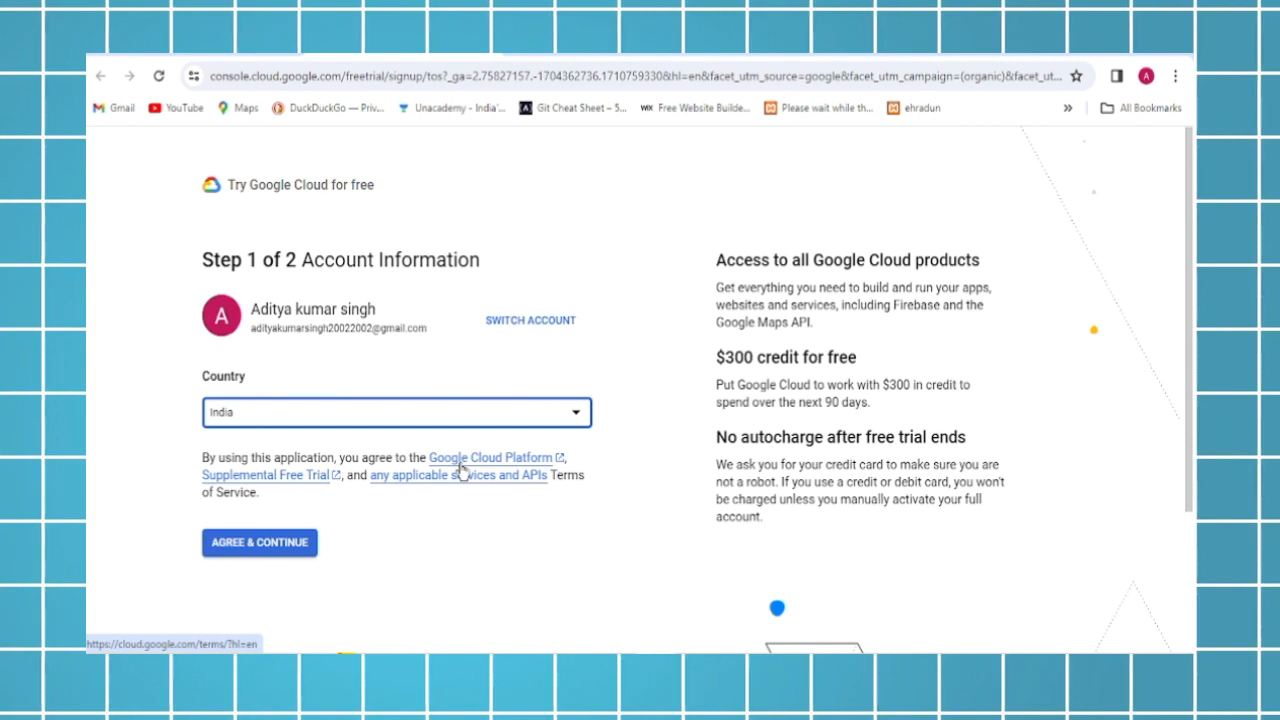 console.cloud.google.com/freetrial/signup/tos?_ga=2.75827157.-1704362736.1710759330&hl=en&facet_utm_source=google&facet_utm_campaign=(organic)&facet_ut...
A
Gmail YouTube Maps DuckDuckGo — Priv... Unacademy - India'... Git Cheat Sheet – 5... WIX Free Website Builde... Please wait while th... ehradun » All Bookmarks
Try Google Cloud for free
Step 1 of 2 Account Information
A
Aditya kumar singh
adityakumarsingh20022002@gmail.com
SWITCH ACCOUNT
Country
India
By using this application, you agree to the Google Cloud Platform,
Supplemental Free Trial, and any applicable services and APIs Terms
of Service.
AGREE & CONTINUE
Access to all Google Cloud products
Get everything you need to build and run your apps,
websites and services, including Firebase and the
Google Maps API.
$300 credit for free
Put Google Cloud to work with $300 in credit to
spend over the next 90 days.
No autocharge after free trial ends
We ask you for your credit card to make sure you are
not a robot. If you use a credit or debit card, you won't
be charged unless you manually activate your full
account.
https://cloud.google.com/terms/?hl=en